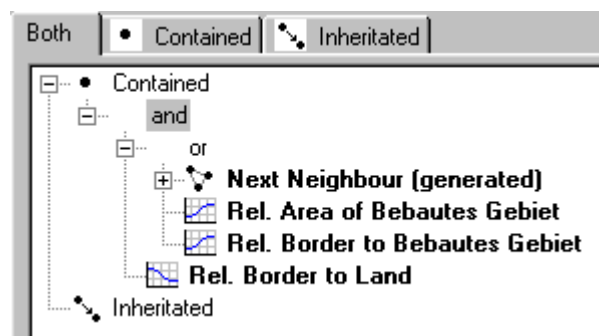 Both Contained Inheritated
Contained
and
or
Next Neighbour (generated)
Rel. Area of Bebautes Gebiet
Rel. Border to Bebautes Gebiet
Rel. Border to Land
Inheritated